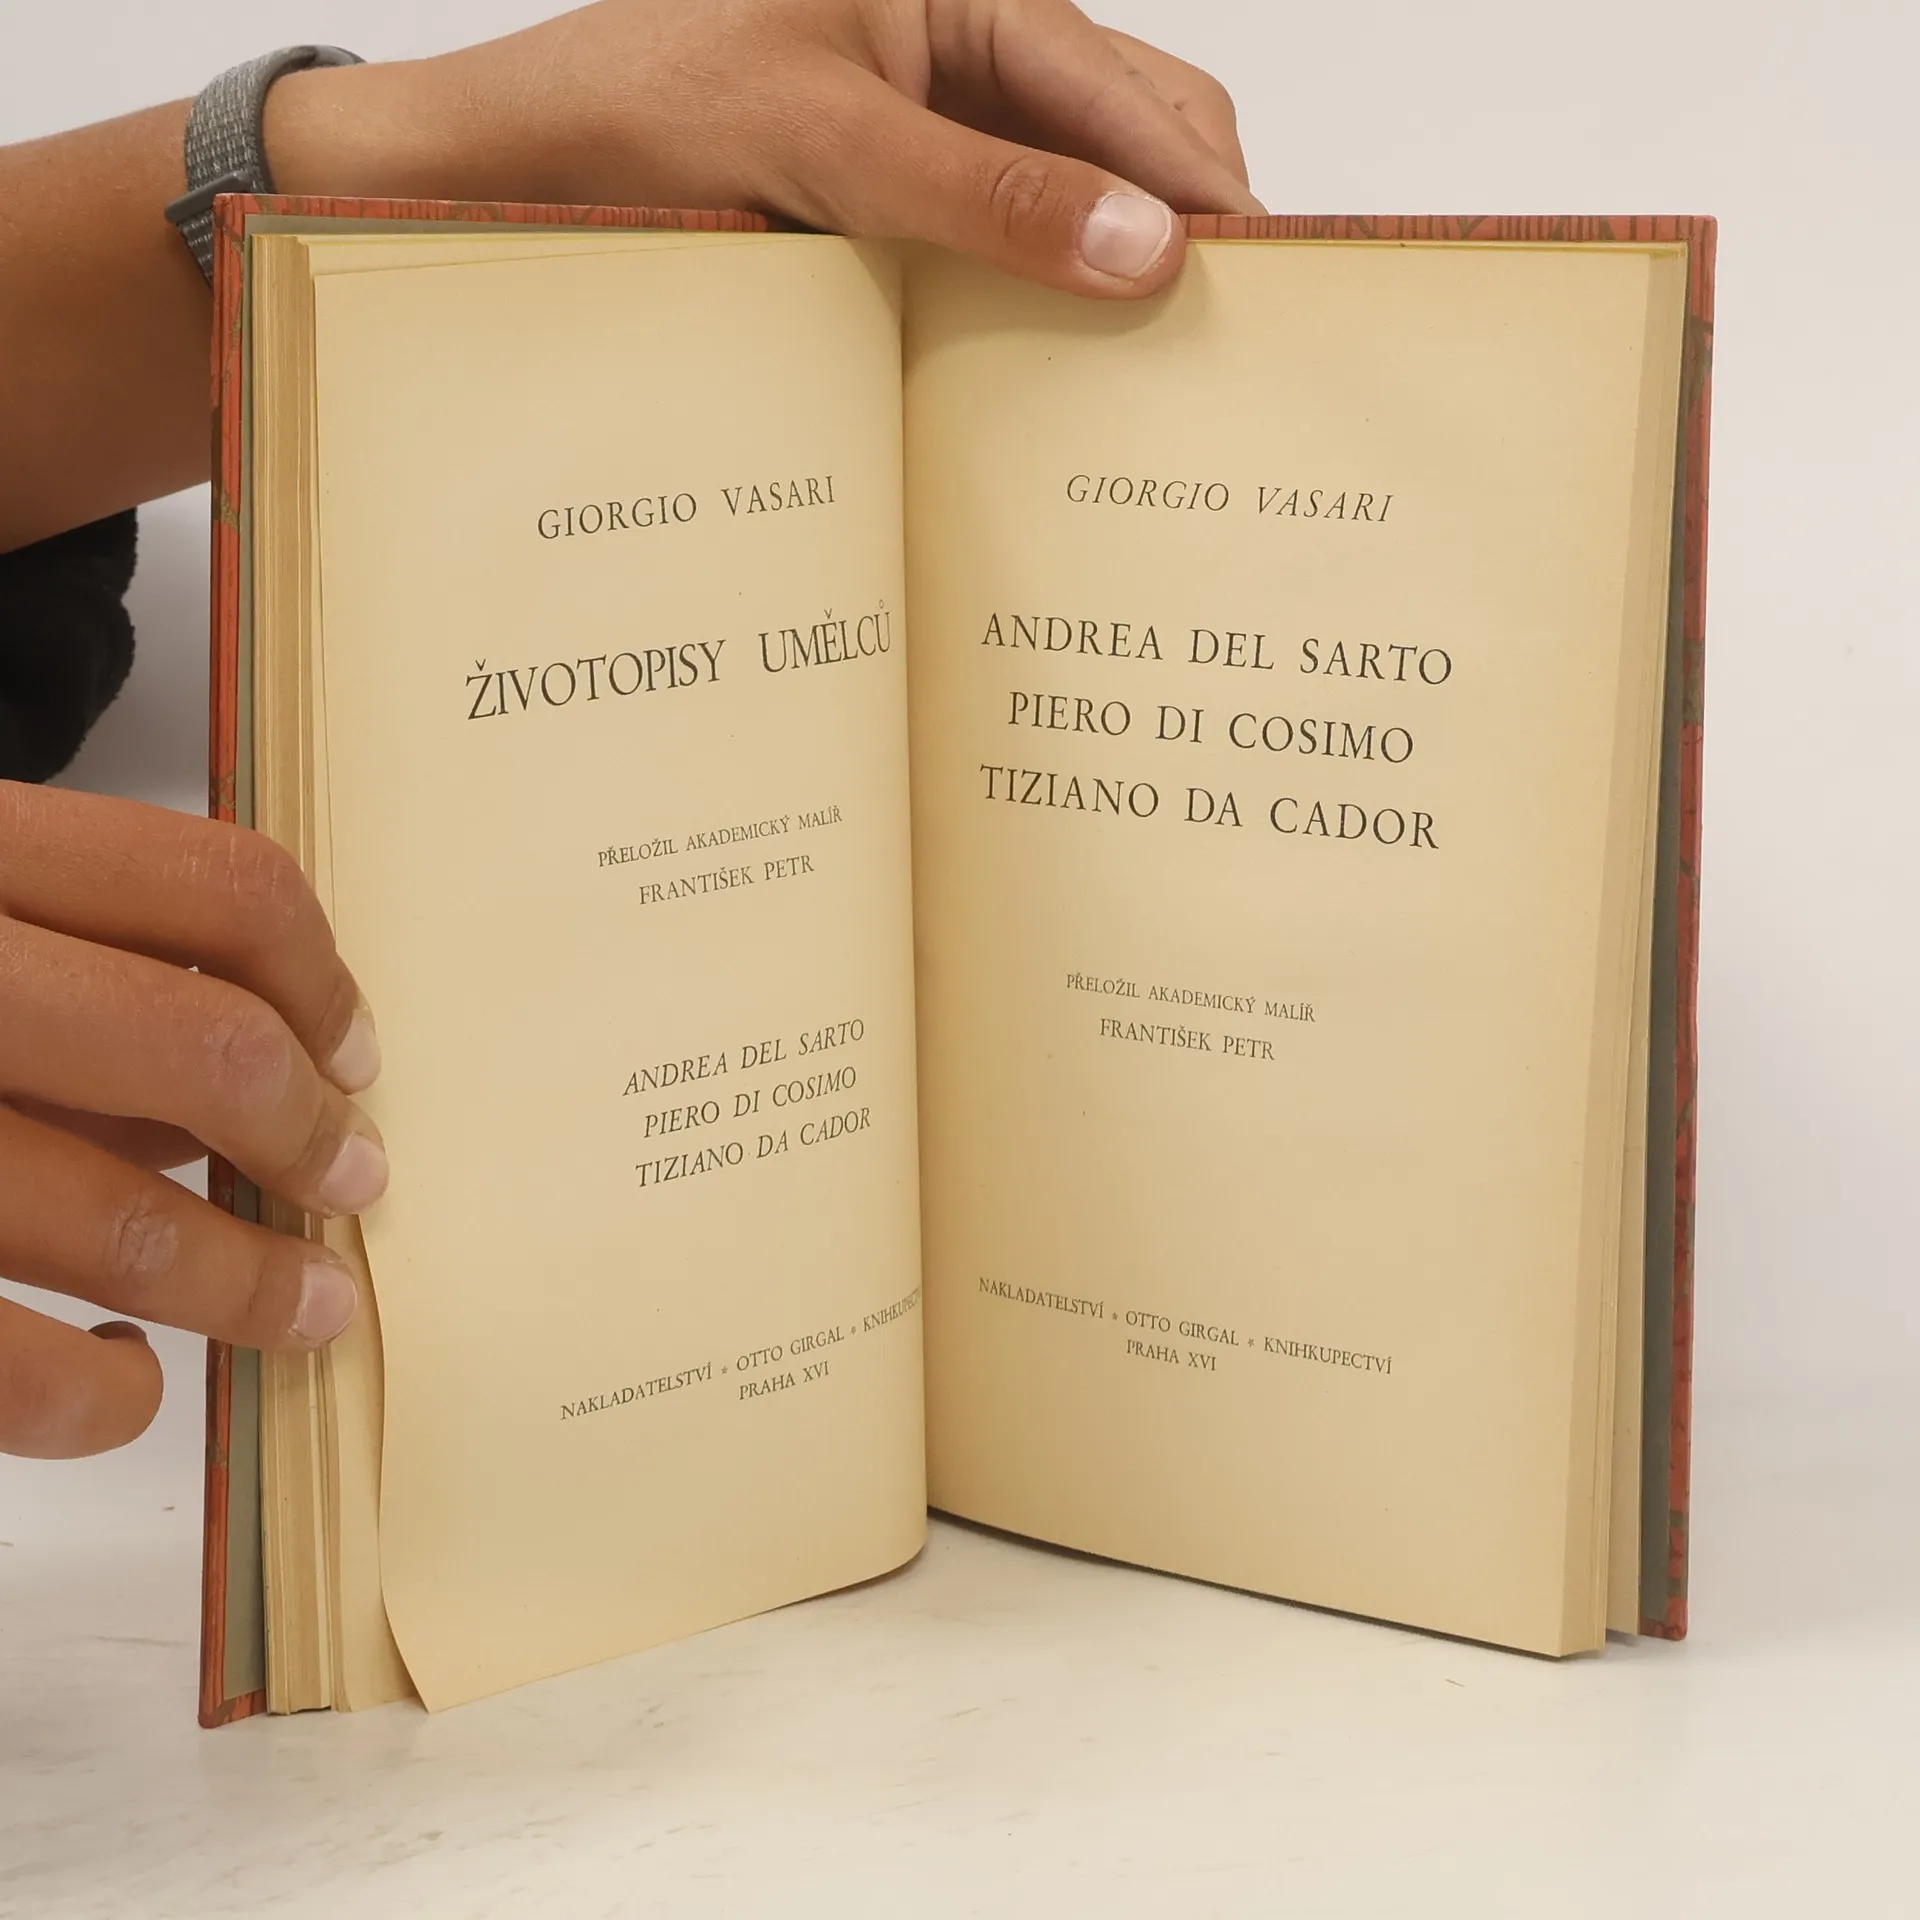 GIORGIO VASARI
ŽIVOTOPISY UMĚLCŮ
PŘELOŽIL AKADEMICKÝ MALÍŘ
FRANTIŠEK PETR
ANDREA DEL SARTO
PIERO DI COSIMO
TIZIANO DA CADOR
NAKLADATELSTVÍ * OTTO GIRGAL * KNIHKUPECTVÍ
PRAHA XVI
GIORGIO VASARI
ANDREA DEL SARTO
PIERO DI COSIMO
TIZIANO DA CADOR
PŘELOŽIL AKADEMICKÝ MALÍŘ
FRANTIŠEK PETR
NAKLADATELSTVÍ * OTTO GIRGAL * KNIHKUPECTVÍ
PRAHA XVI